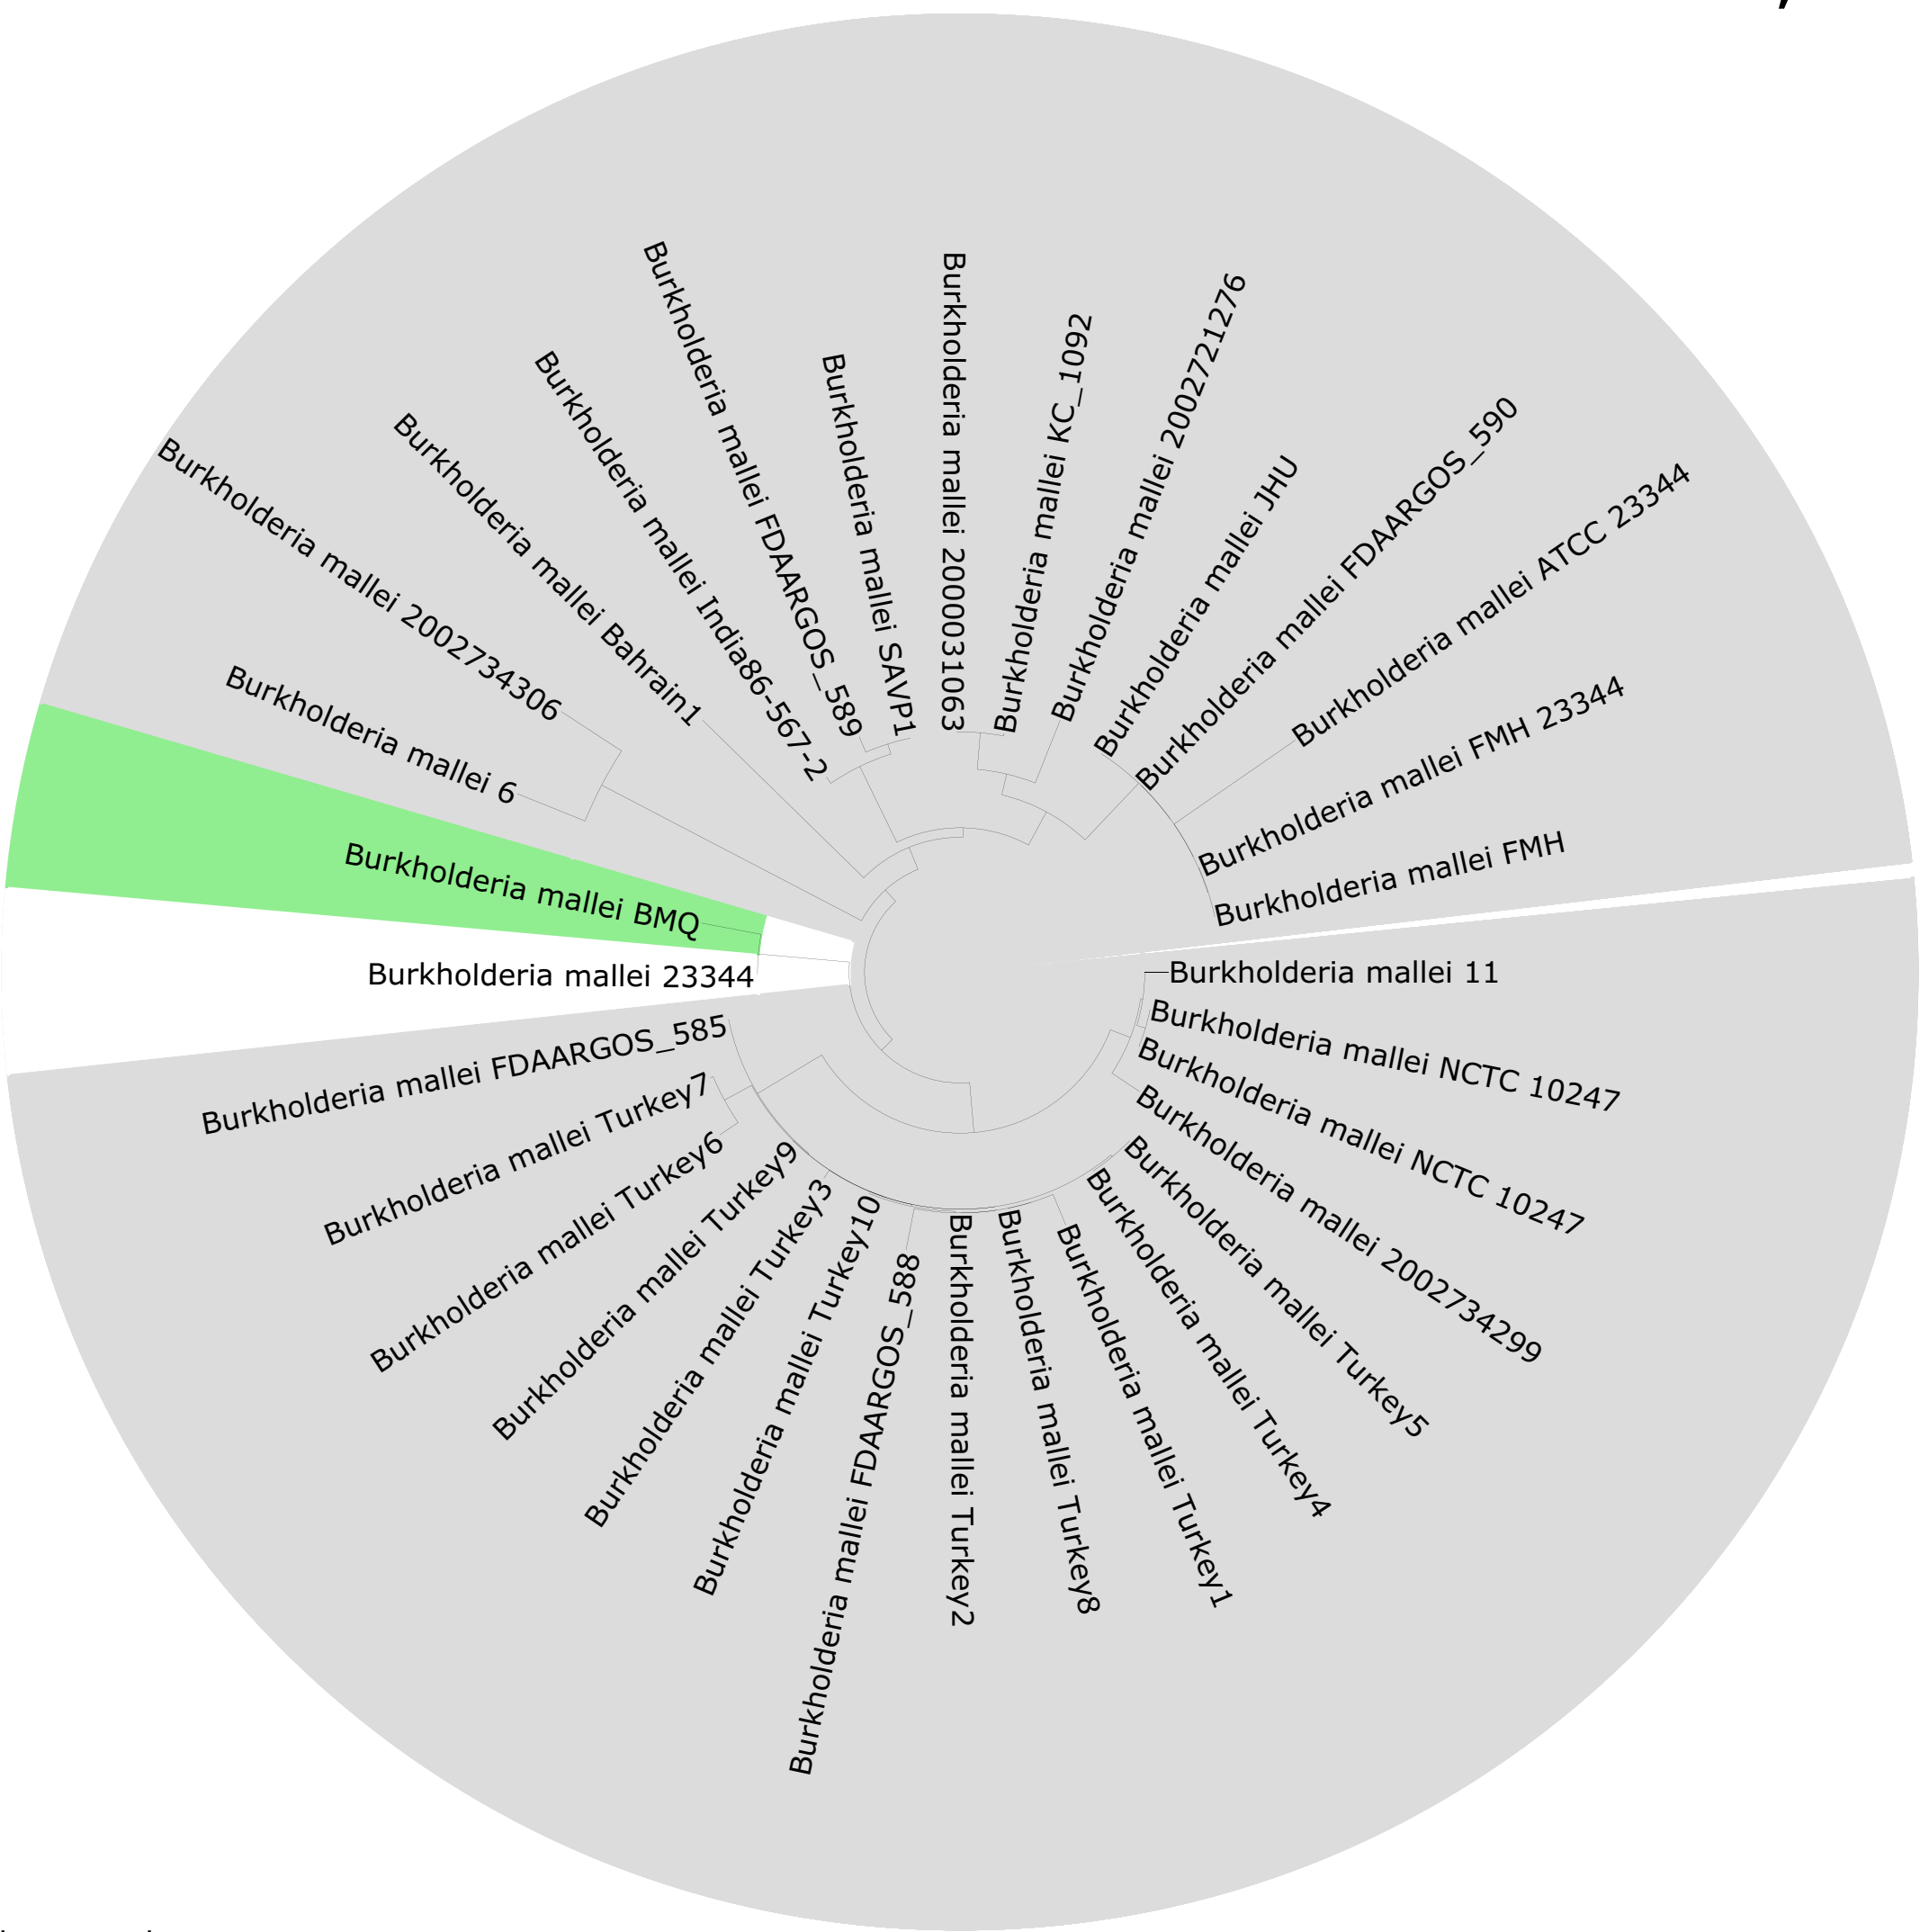 Burkholderia mallei 2000031063
Burkholderia mallei KC_1092
Burkholderia mallei 2002721276
Burkholderia mallei JHU
Burkholderia mallei FDAARGOS_590
Burkholderia mallei ATCC 23344
Burkholderia mallei FMH 23344
Burkholderia mallei FMH
Burkholderia mallei 11
Burkholderia mallei NCTC 10247
Burkholderia mallei NCTC 10247
Burkholderia mallei 2002734299
Burkholderia mallei Turkey5
Burkholderia mallei Turkey4
Burkholderia mallei Turkey1
Burkholderia mallei Turkey8
Burkholderia mallei Turkey2
Burkholderia mallei FDAARGOS_588
Burkholderia mallei Turkey10
Burkholderia mallei Turkey3
Burkholderia mallei Turkey9
Burkholderia mallei Turkey6
Burkholderia mallei Turkey7
Burkholderia mallei FDAARGOS_585
Burkholderia mallei 23344
Burkholderia mallei BMQ
Burkholderia mallei 6
Burkholderia mallei 2002734306
Burkholderia mallei Bahrain1
Burkholderia mallei India86-567-2
Burkholderia mallei FDAARGOS_589
Burkholderia mallei SAVP1